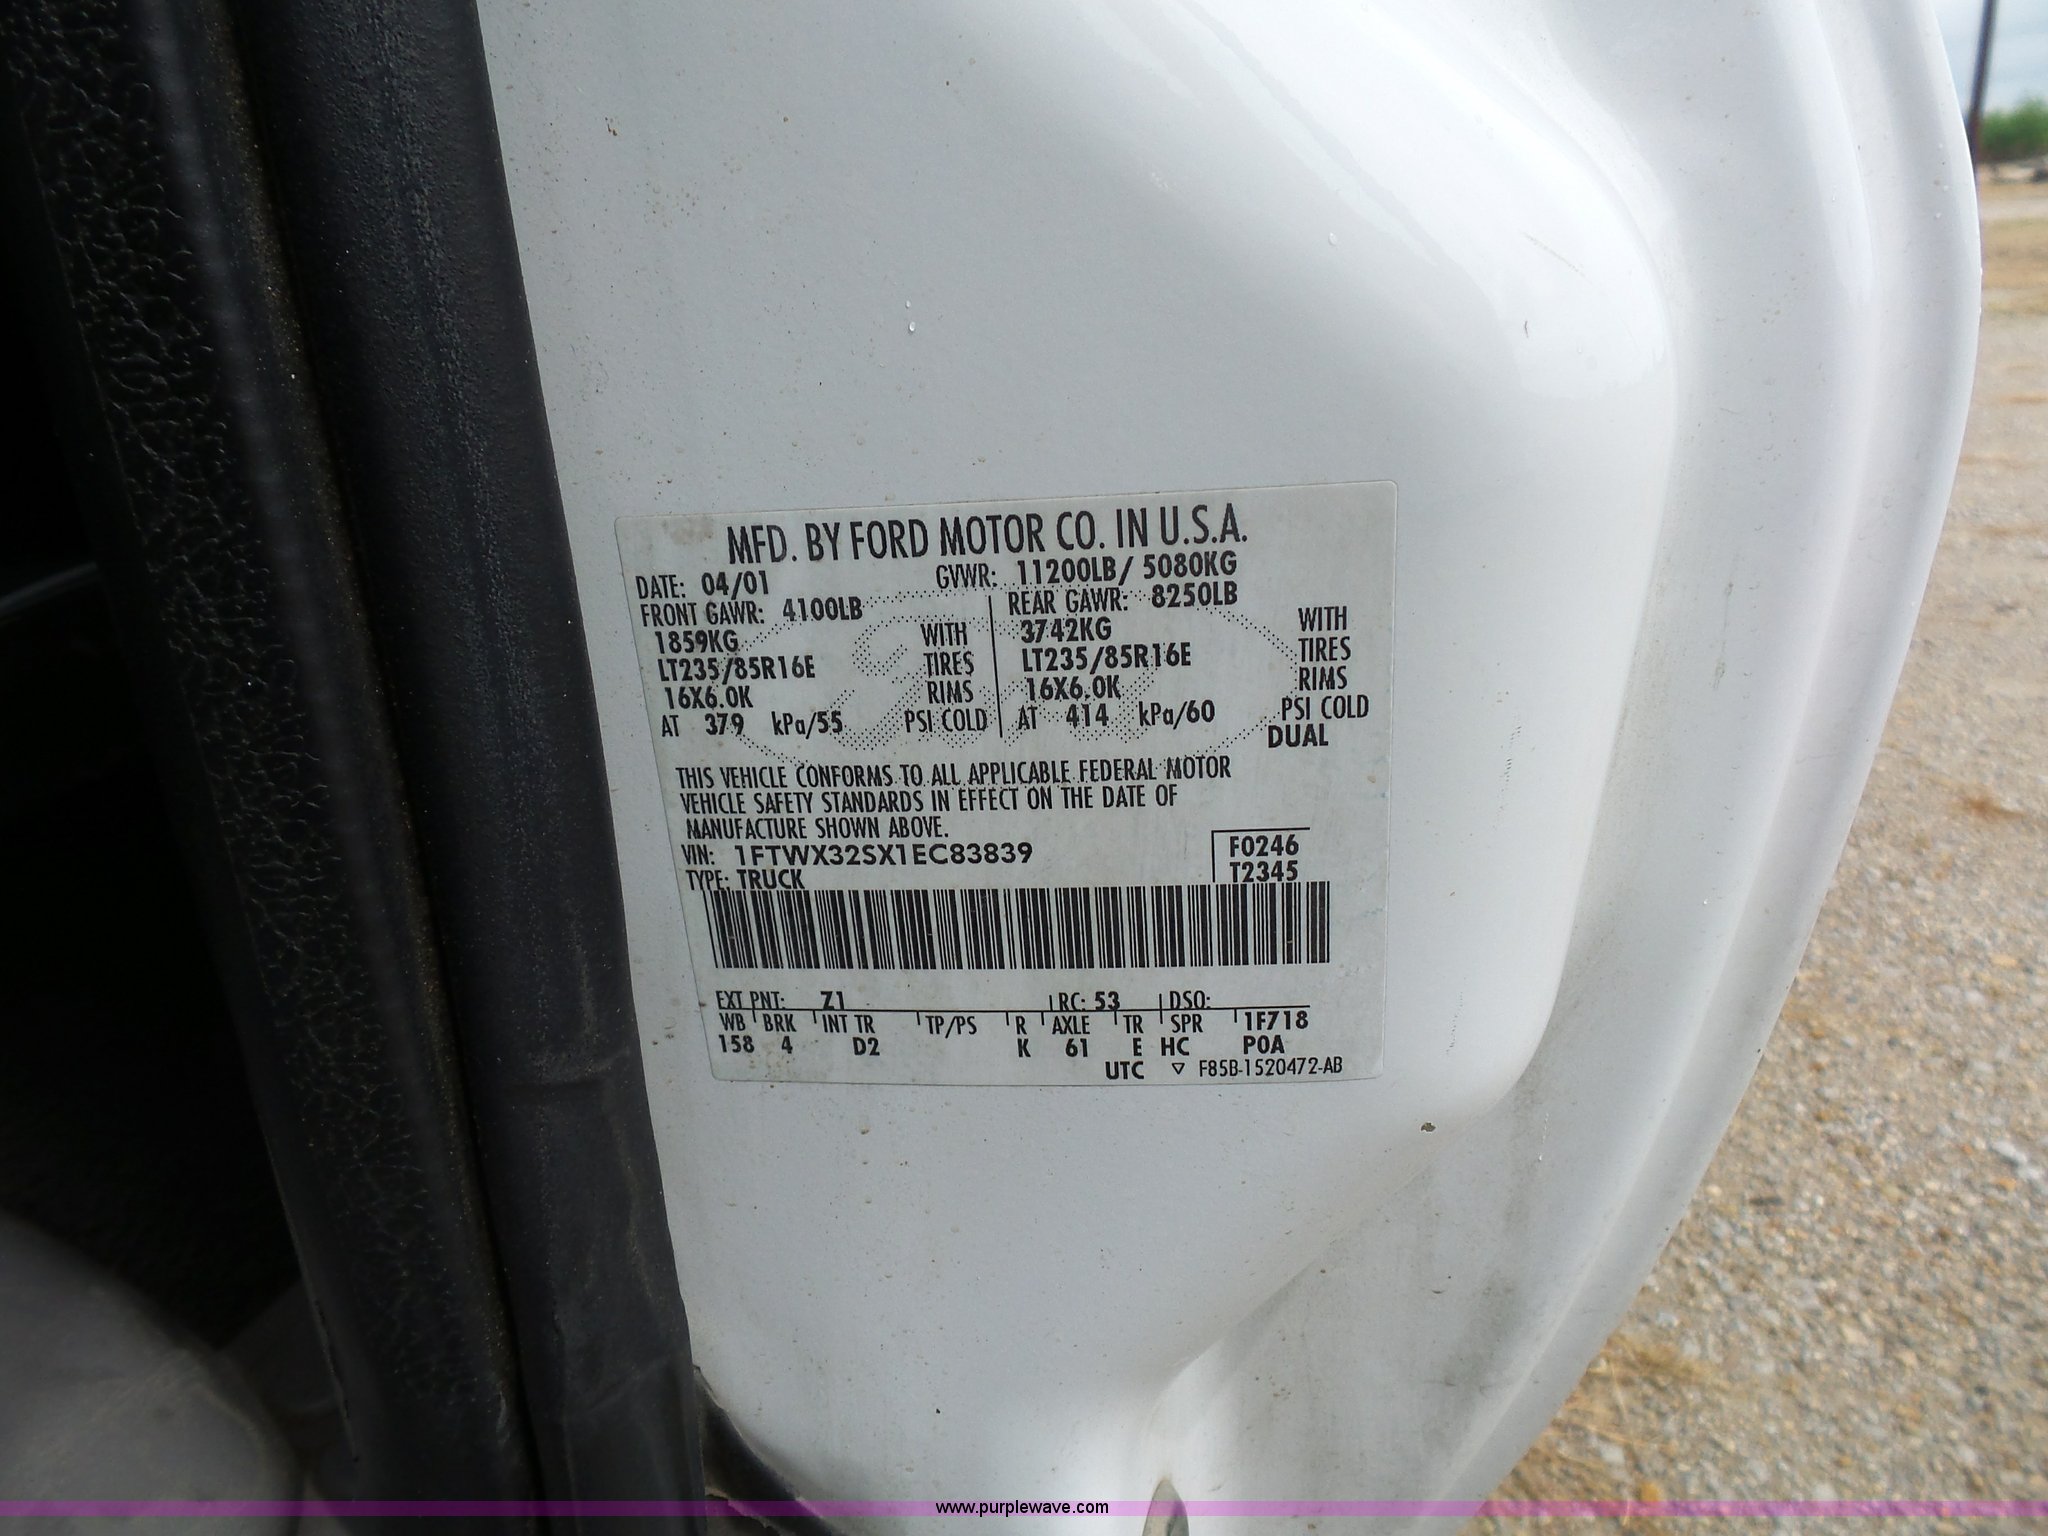 MFD. BY FORD MOTOR CO. IN U.S.A.
DATE: 04/01 GVWR: 11200LB/ 5080KG
FRONT GAWR: 4100LB REAR GAWR: 8250LB
1859KG WITH 3742KG WITH
LT235/85R16E TIRES LT235/85R16E TIRES
16X6.0K RIMS 16X6.0K RIMS
AT 379 kPa/55 PSI COLD AT 414 kPa/60 PSI COLD
DUAL
THIS VEHICLE CONFORMS TO ALL APPLICABLE FEDERAL MOTOR
VEHICLE SAFETY STANDARDS IN EFFECT ON THE DATE OF
MANUFACTURE SHOWN ABOVE.
VIN: 1FTWX32SX1EC83839 F0246
TYPE: TRUCK T2345
EXT PNT: Z1 RC: 53 DSO:
WB BRK INT TR TP/PS R AXLE TR SPR 1F718
158 4 D2 K 61 E HC P0A
UTC ▽ F85B-1520472-AB
www.purplewave.com